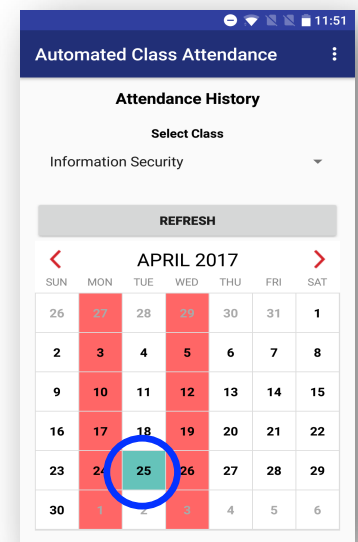 11:51
Automated Class Attendance
Attendance History
Select Class
Information Security
REFRESH
APRIL 2017
SUN MON TUE WED THU FRI SAT
26 27 28 29 30 31 1
2 3 4 5 6 7 8
9 10 11 12 13 14 15
16 17 18 19 20 21 22
23 24 25 26 27 28 29
30 1 2 3 4 5 6